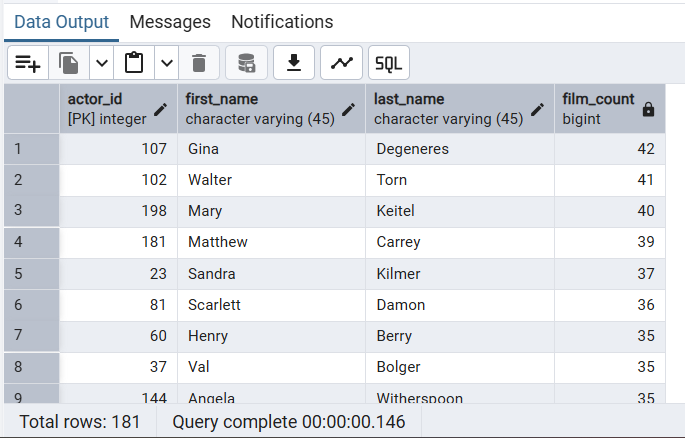 Data Output Messages Notifications
SQL
actor_id first_name last_name film_count
[PK] integer character varying (45) character varying (45) bigint
1 107 Gina Degeneres 42
2 102 Walter Torn 41
3 198 Mary Keitel 40
4 181 Matthew Carrey 39
5 23 Sandra Kilmer 37
6 81 Scarlett Damon 36
7 60 Henry Berry 35
8 37 Val Bolger 35
9 144 Angela Witherspoon 35
Total rows: 181 Query complete 00:00:00.146